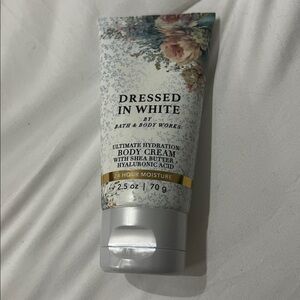 DRESSED
IN WHITE
BY
BATH & BODY WORKS
ULTIMATE HYDRATION
BODY CREAM
WITH SHEA BUTTER +
HYALURONIC ACID
24 HOUR MOISTURE
2.5 oz | 70 g